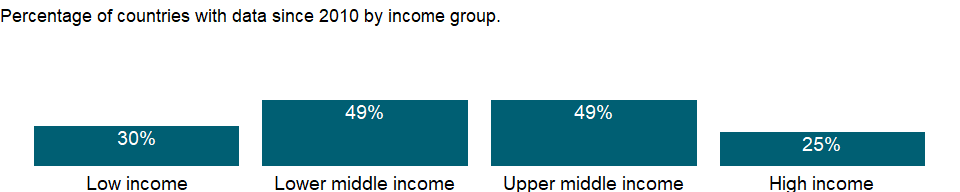 Percentage of countries with data since 2010 by income group.
49% 49%
30% 25%
Low income Lower middle income Upper middle income High income